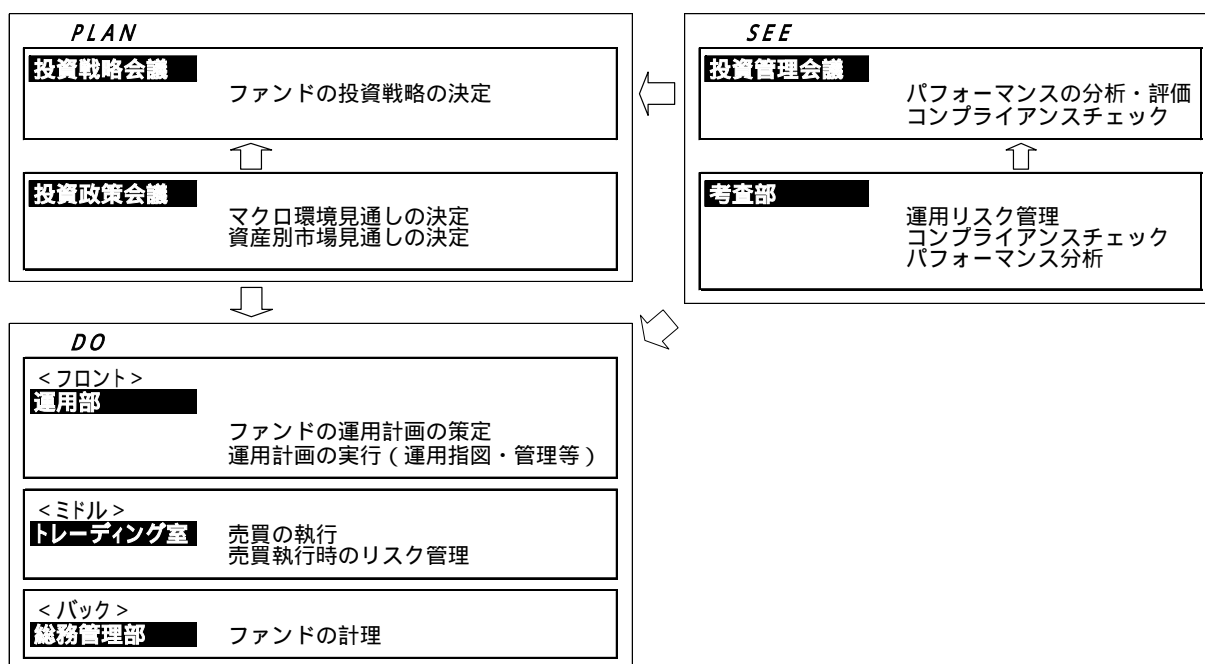 PLAN
投資戦略会議
ファンドの投資戦略の決定
投資政策会議
マクロ環境見通しの決定
資産別市場見通しの決定
SEE
投資管理会議
パフォーマンスの分析・評価
コンプライアンスチェック
考査部
運用リスク管理
コンプライアンスチェック
パフォーマンス分析
DO
<フロント>
運用部
ファンドの運用計画の策定
運用計画の実行(運用指図・管理等)
<ミドル>
トレーディング室
売買の執行
売買執行時のリスク管理
<バック>
総務管理部
ファンドの計理